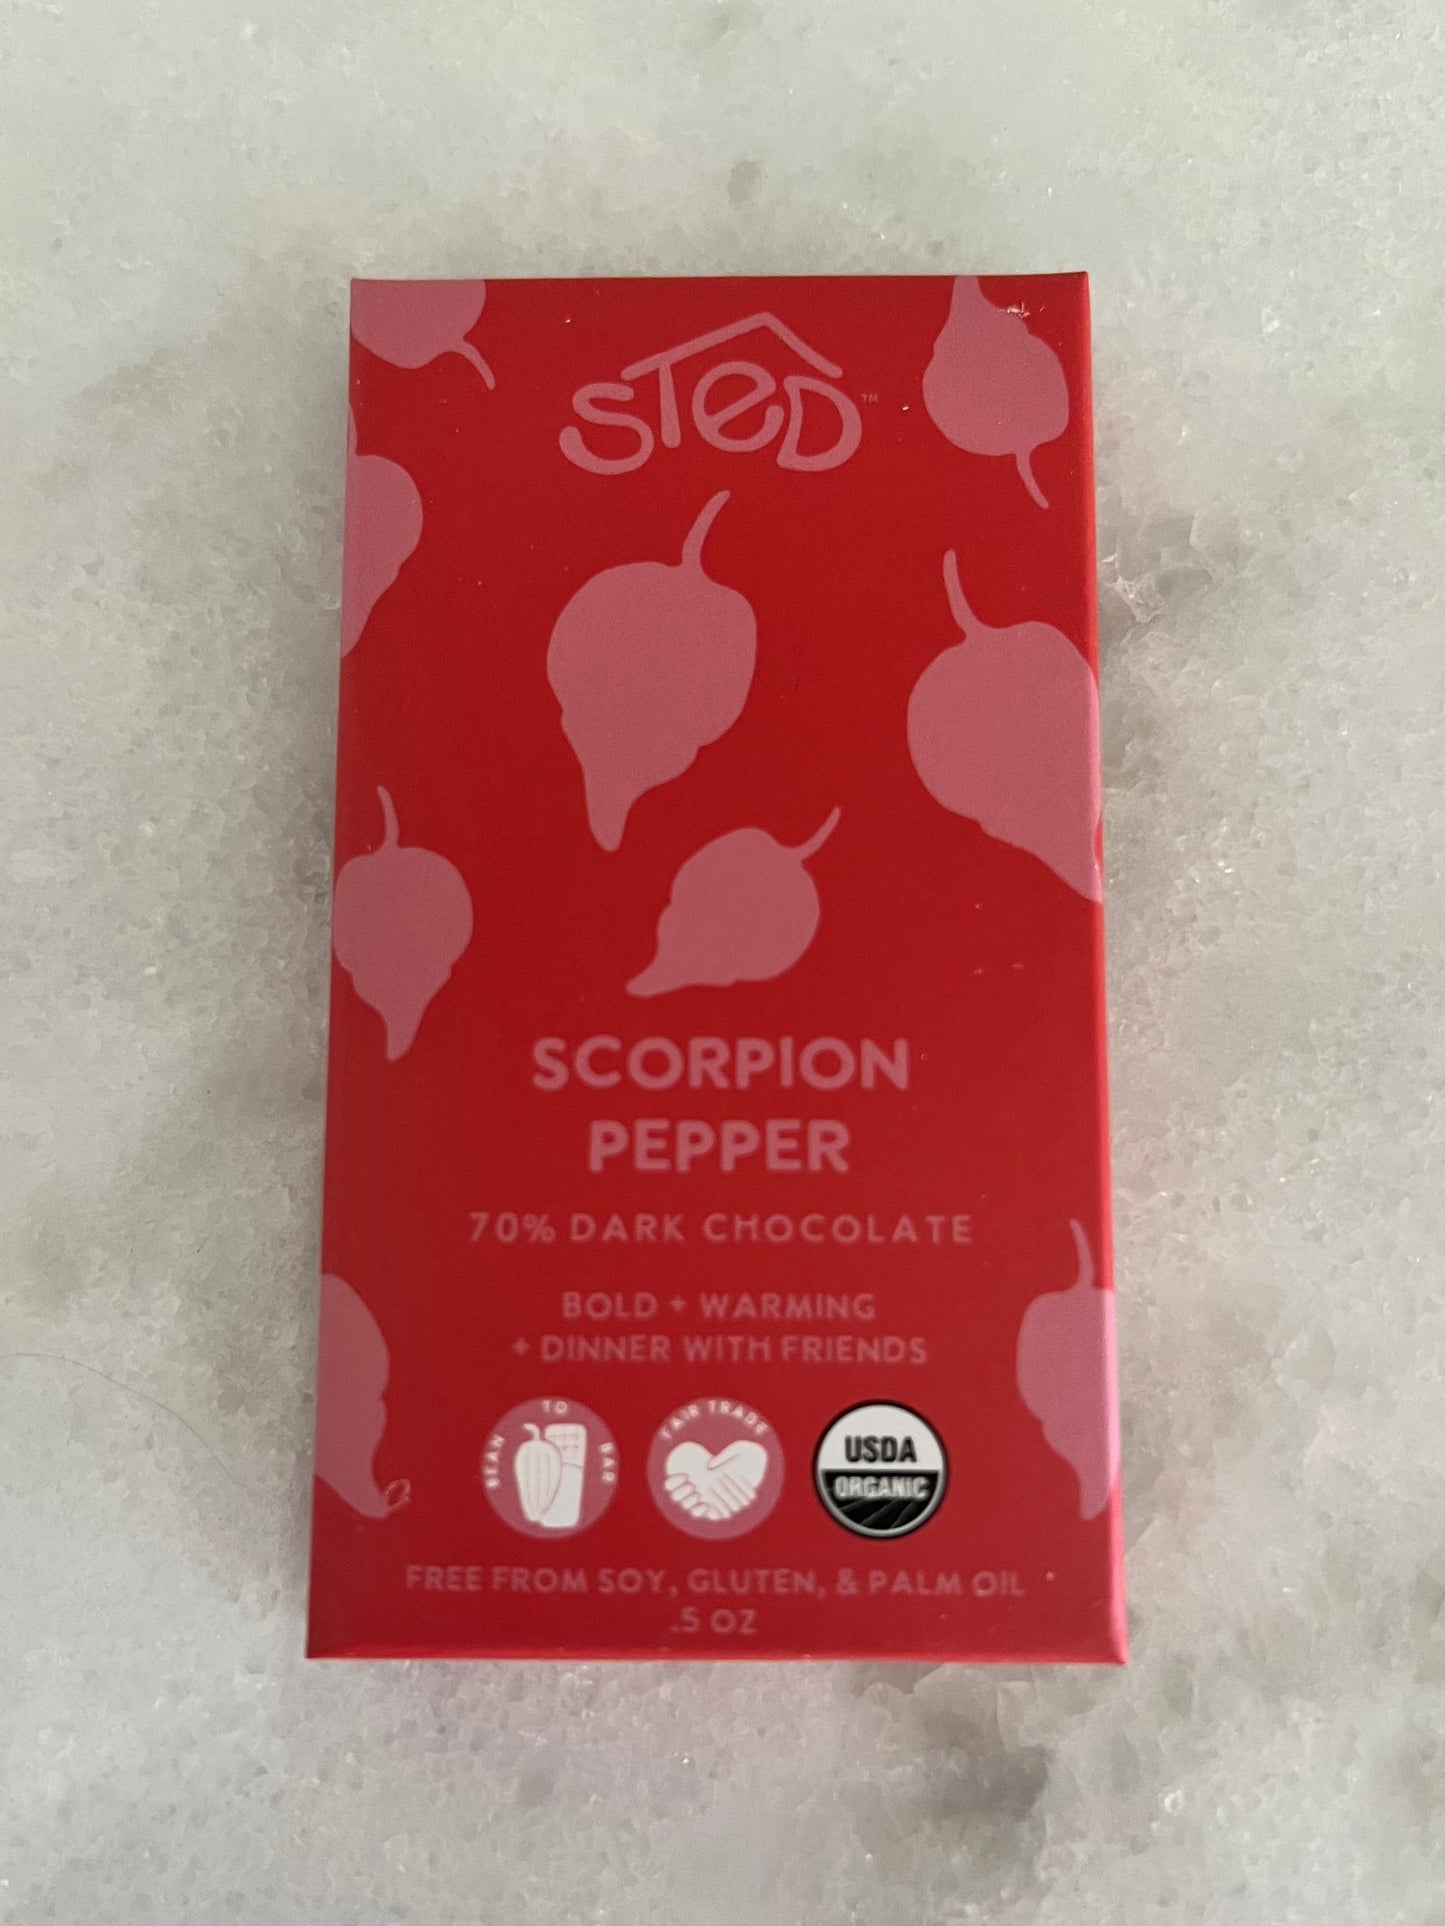 STeD™
SCORPION
PEPPER
70% DARK CHOCOLATE
BOLD + WARMING
+ DINNER WITH FRIENDS
BEAN TO BAR
FAIR TRADE
USDA
ORGANIC
FREE FROM SOY, GLUTEN, & PALM OIL
.5 OZ